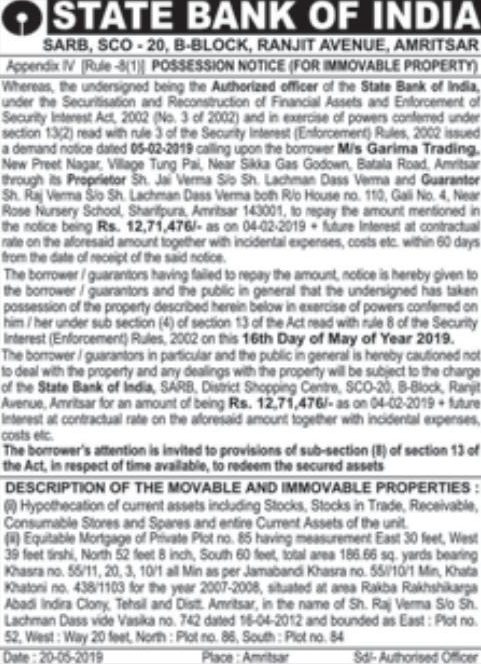 STATE BANK OF INDIA
SARB, SCO - 20, B-BLOCK, RANJIT AVENUE, AMRITSAR
Appendix IV [Rule -8(1)] POSSESSION NOTICE (FOR IMMOVABLE PROPERTY)
Whereas, the undersigned being the Authorized officer of the State Bank of India,
under the Securitisation and Reconstruction of Financial Assets and Enforcement of
Security Interest Act, 2002 (No. 3 of 2002) and in exercise of powers conferred under
section 13(2) read with rule 3 of the Security Interest (Enforcement) Rules, 2002 issued
a demand notice dated 05-02-2019 calling upon the borrower M/s Garima Trading,
New Preet Nagar, Village Tung Pai, Near Sikka Gas Godown, Batala Road, Amritsar
through its Proprietor Sh. Jai Verma S/o Sh. Lachman Dass Verma and Guarantor
Sh. Raj Verma S/o Sh. Lachman Dass Verma both R/o House no. 110, Gali No. 4, Near
Rose Nursery School, Sharifpura, Amritsar 143001, to repay the amount mentioned in
the notice being Rs. 12,71,476/- as on 04-02-2019 + future Interest at contractual
rate on the aforesaid amount together with incidental expenses, costs etc. within 60 days
from the date of receipt of the said notice.
The borrower / guarantors having failed to repay the amount, notice is hereby given to
the borrower / guarantors and the public in general that the undersigned has taken
possession of the property described herein below in exercise of powers conferred on
him / her under sub section (4) of section 13 of the Act read with rule 8 of the Security
Interest (Enforcement) Rules, 2002 on this 16th Day of May of Year 2019.
The borrower / guarantors in particular and the public in general is hereby cautioned not
to deal with the property and any dealings with the property will be subject to the charge
of the State Bank of India, SARB, District Shopping Centre, SCO-20, B-Block, Ranjit
Avenue, Amritsar for an amount of being Rs. 12,71,476/- as on 04-02-2019 + future
Interest at contractual rate on the aforesaid amount together with incidental expenses,
costs etc.
The borrower's attention is invited to provisions of sub-section (8) of section 13 of
the Act, in respect of time available, to redeem the secured assets
DESCRIPTION OF THE MOVABLE AND IMMOVABLE PROPERTIES :
(i) Hypothecation of current assets including Stocks, Stocks in Trade, Receivable,
Consumable Stores and Spares and entire Current Assets of the unit.
(ii) Equitable Mortgage of Private Plot no. 85 having measurement East 30 feet, West
39 feet tirshi, North 52 feet 8 inch, South 60 feet, total area 186.66 sq. yards bearing
Khasra no. 55/11, 20, 3, 10/1 all Min as per Jamabandi Khasra no. 55//10/1 Min, Khata
Khatoni no. 438/1103 for the year 2007-2008, situated at area Rakba Rakhshikarga
Abadi Indira Clony, Tehsil and Distt. Amritsar, in the name of Sh. Raj Verma S/o Sh.
Lachman Dass vide Vasika no. 742 dated 16-04-2012 and bounded as East : Plot no.
52, West : Way 20 feet, North : Plot no. 86, South : Plot no. 84
Date : 20-05-2019 Place : Amritsar Sd/- Authorised Officer